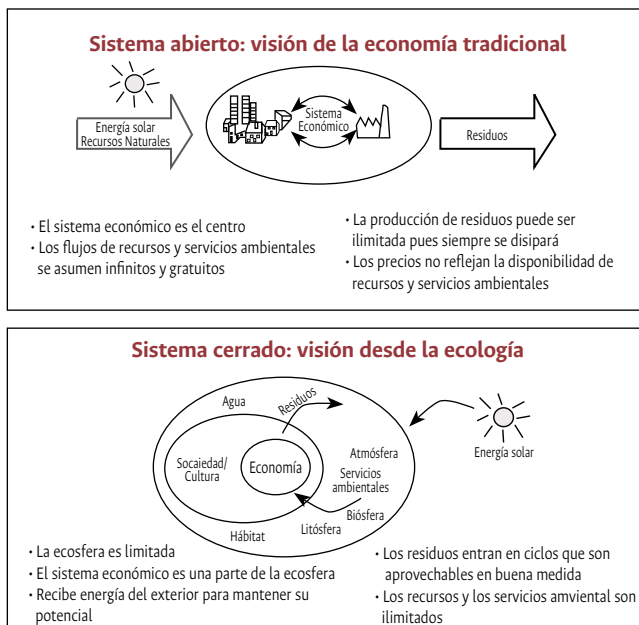 Sistema abierto: visión de la economía tradicional
Energía solar
Recursos Naturales
Sistema
Económico
Residuos
· El sistema económico es el centro
· Los flujos de recursos y servicios ambientales
se asumen infinitos y gratuitos
· La producción de residuos puede ser
ilimitada pues siempre se disipará
· Los precios no reflejan la disponibilidad de
recursos y servicios ambientales
Sistema cerrado: visión desde la ecología
Agua
Residuos
Socaiedad/
Cultura
Economía
Atmósfera
Servicios
ambientales
Biósfera
Litósfera
Hábitat
Energía solar
· La ecosfera es limitada
· El sistema económico es una parte de la ecosfera
· Recibe energía del exterior para mantener su
potencial
· Los residuos entran en ciclos que son
aprovechables en buena medida
· Los recursos y los servicios amviental son
ilimitados